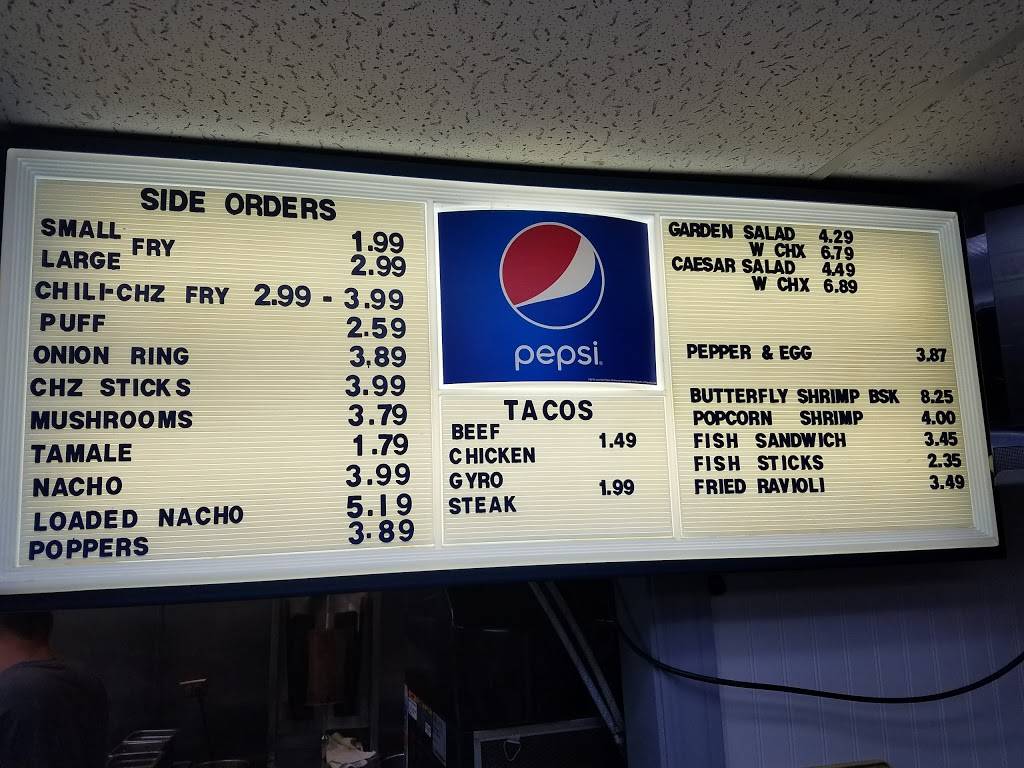 SIDE ORDERS
SMALL FRY 1.99
LARGE 2.99
CHILI-CHZ FRY 2.99 - 3.99
PUFF 2.59
ONION RING 3.89
CHZ STICKS 3.99
MUSHROOMS 3.79
TAMALE 1.79
NACHO 3.99
LOADED NACHO 5.19
POPPERS 3.89
pepsi
TACOS
BEEF 1.49
CHICKEN
GYRO 1.99
STEAK
GARDEN SALAD 4.29
W CHX 6.79
CAESAR SALAD 4.49
W CHX 6.89
PEPPER & EGG 3.87
BUTTERFLY SHRIMP BSK 8.25
POPCORN SHRIMP 4.00
FISH SANDWICH 3.45
FISH STICKS 2.35
FRIED RAVIOLI 3.49